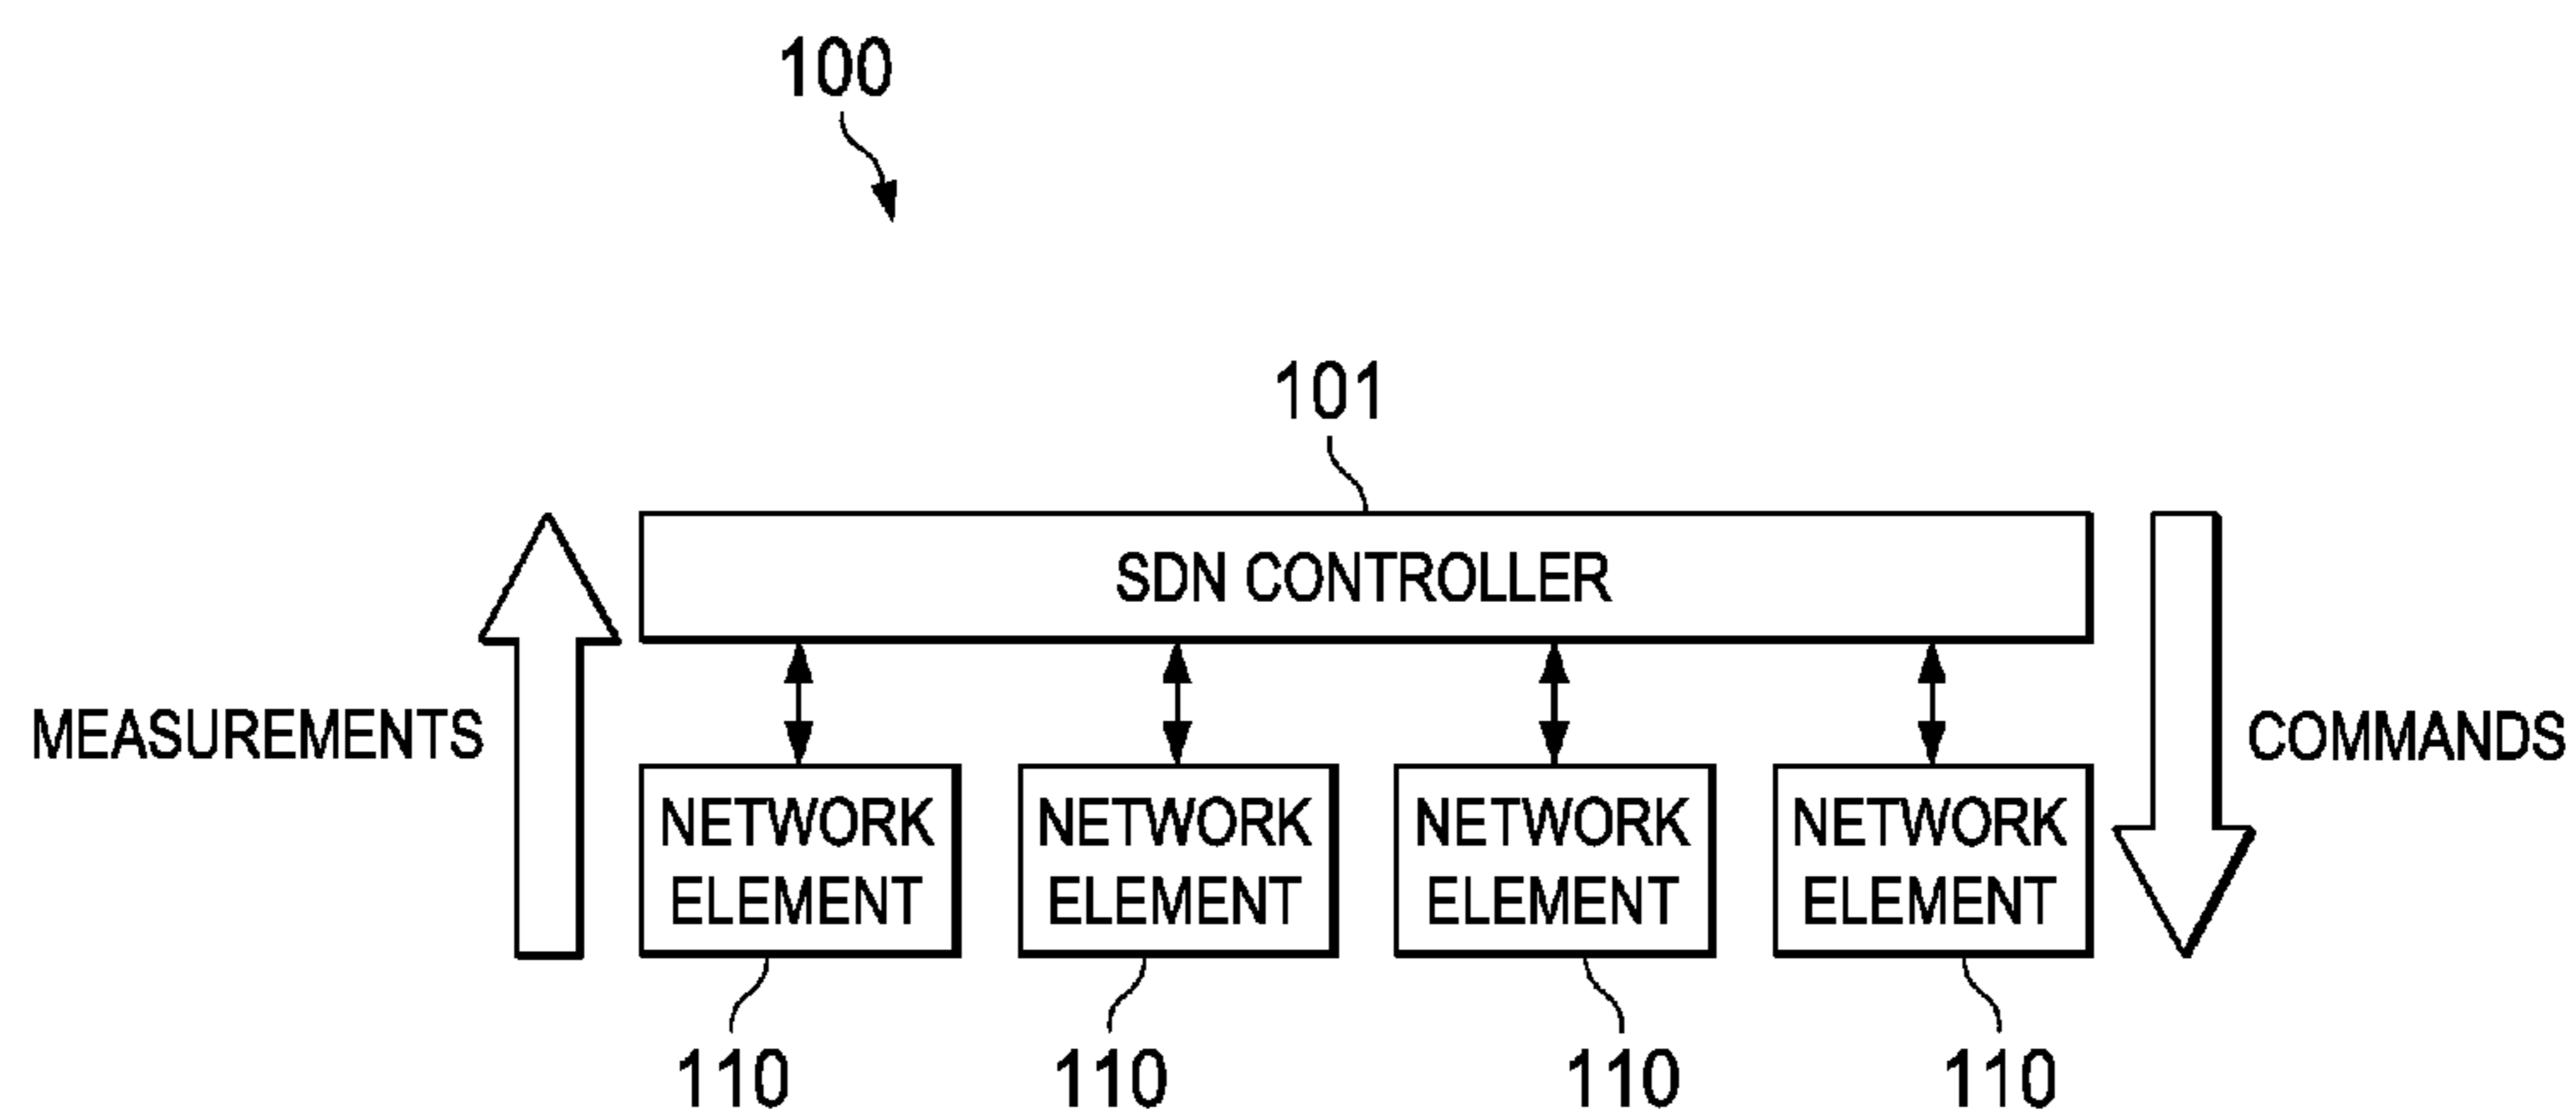 100
101
SDN CONTROLLER
MEASUREMENTS
COMMANDS
NETWORK
ELEMENT
NETWORK
ELEMENT
NETWORK
ELEMENT
NETWORK
ELEMENT
110
110
110
110